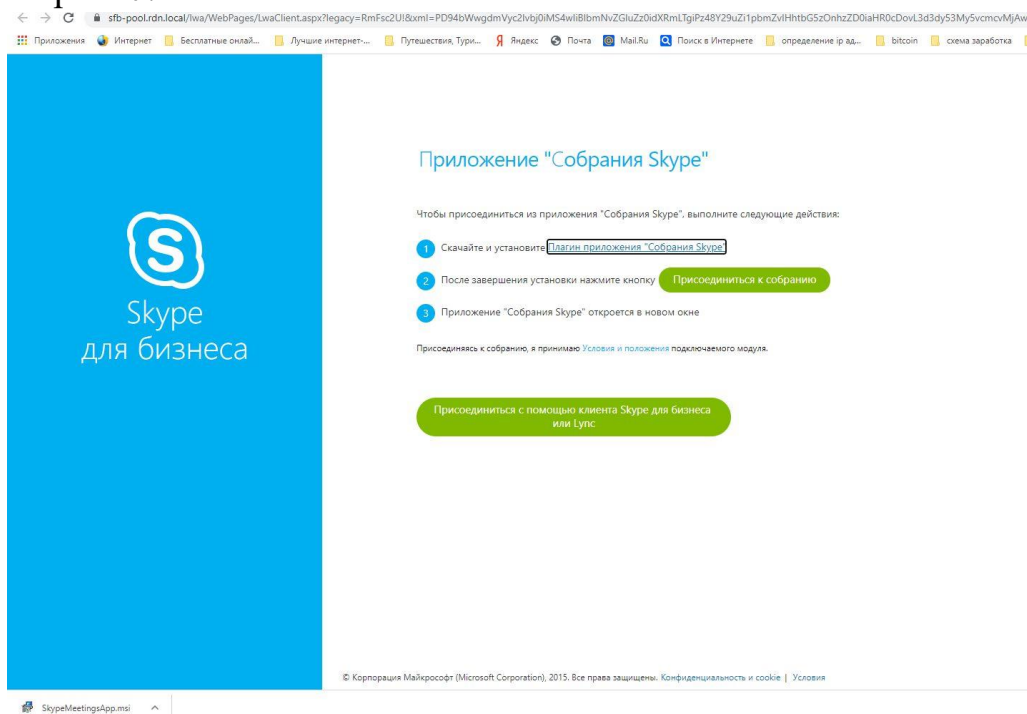 sfb-pool.rdn.local/lwa/WebPages/LwaClient.aspx?legacy=RmFsc2U!&xml=PD94bWwgdmVyc2lvbj0iMS4wIiBlbmNvZGluZz0idXRmLTgiPz48Y29uZi1pbmZvIHhtbG5zOnhzZD0iaHR0cDovL3d3dy53My5vcmcvMjAw
Приложения Интернет Бесплатные онлай... Лучшие интернет-... Путешествия, Тури... Яндекс Почта Mail.Ru Поиск в Интернете определение ip ад... bitcoin схема заработка
Skype
для бизнеса
Приложение "Собрания Skype"
Чтобы присоединиться из приложения "Собрания Skype", выполните следующие действия:
1 Скачайте и установите Плагин приложения "Собрания Skype"
2 После завершения установки нажмите кнопку Присоединиться к собранию
3 Приложение "Собрания Skype" откроется в новом окне
Присоединяясь к собранию, я принимаю Условия и положения подключаемого модуля.
Присоединиться с помощью клиента Skype для бизнеса
или Lync
© Корпорация Майкрософт (Microsoft Corporation), 2015. Все права защищены. Конфиденциальность и cookie | Условия
SkypeMeetingsApp.msi